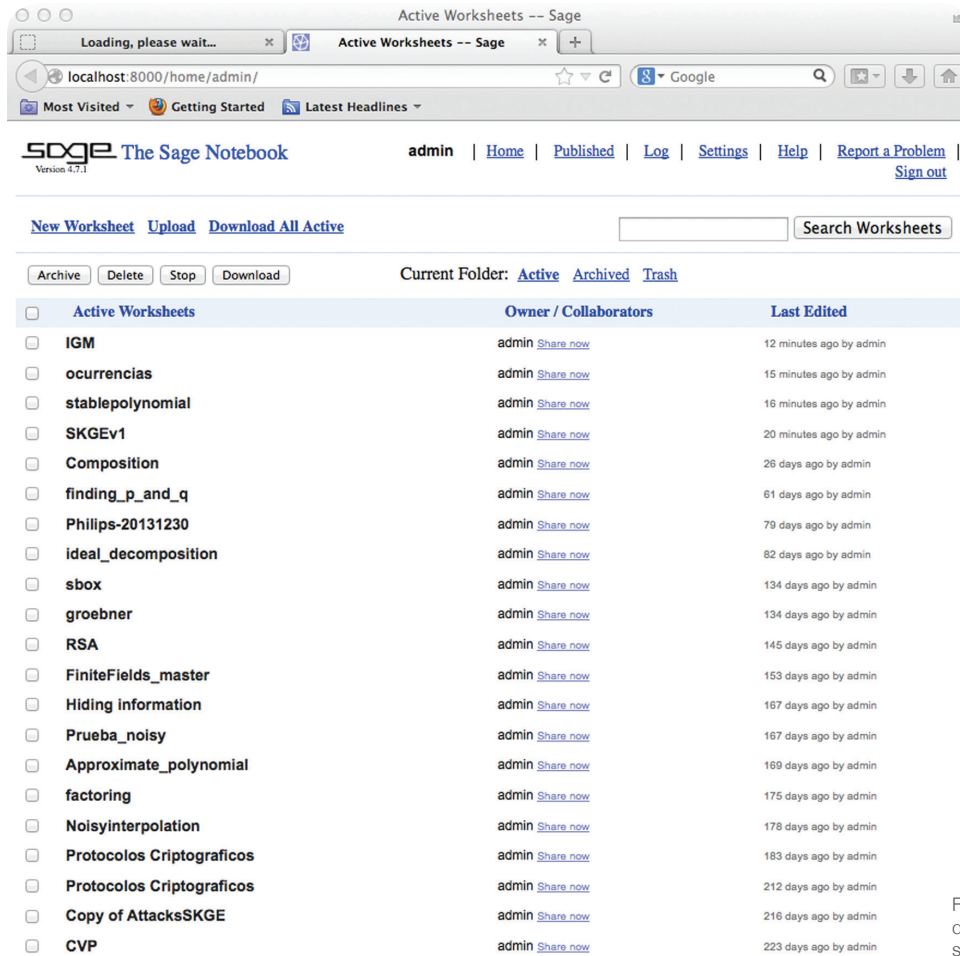 Active Worksheets -- Sage
Loading, please wait...
Active Worksheets -- Sage
localhost:8000/home/admin/
Google
Most Visited
Getting Started
Latest Headlines
sage The Sage Notebook
Version 4.7.1
admin | Home | Published | Log | Settings | Help | Report a Problem |
Sign out
New Worksheet Upload Download All Active
Search Worksheets
Archive Delete Stop Download
Current Folder: Active Archived Trash
Active Worksheets Owner / Collaborators Last Edited
IGM admin Share now 12 minutes ago by admin
ocurrencias admin Share now 15 minutes ago by admin
stablepolynomial admin Share now 16 minutes ago by admin
SKGEv1 admin Share now 20 minutes ago by admin
Composition admin Share now 26 days ago by admin
finding_p_and_q admin Share now 61 days ago by admin
Philips-20131230 admin Share now 79 days ago by admin
ideal_decomposition admin Share now 82 days ago by admin
sbox admin Share now 134 days ago by admin
groebner admin Share now 134 days ago by admin
RSA admin Share now 145 days ago by admin
FiniteFields_master admin Share now 153 days ago by admin
Hiding information admin Share now 167 days ago by admin
Prueba_noisy admin Share now 167 days ago by admin
Approximate_polynomial admin Share now 169 days ago by admin
factoring admin Share now 175 days ago by admin
Noisyinterpolation admin Share now 178 days ago by admin
Protocolos Criptograficos admin Share now 183 days ago by admin
Protocolos Criptograficos admin Share now 212 days ago by admin
Copy of AttacksSKGE admin Share now 216 days ago by admin
CVP admin Share now 223 days ago by admin